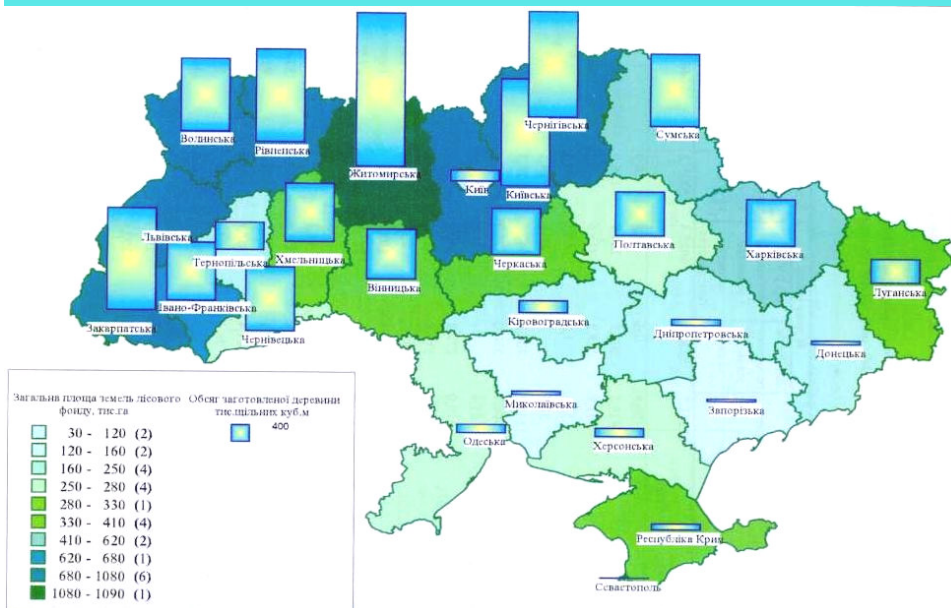 Волинська
Рівненська
Житомирська
Київ
Київська
Чернігівська
Сумська
Львівська
Тернопільська
Хмельницька
Вінницька
Черкаська
Полтавська
Харківська
Луганська
Закарпатська
Івано-Франківська
Чернівецька
Кіровоградська
Дніпропетровська
Донецька
Миколаївська
Запорізька
Одеська
Херсонська
Республіка Крим
Севастополь
Загальна площа земель лісового
фонду, тис.га
30 - 120 (2)
120 - 160 (2)
160 - 250 (4)
250 - 280 (4)
280 - 330 (1)
330 - 410 (4)
410 - 620 (2)
620 - 680 (1)
680 - 1080 (6)
1080 - 1090 (1)
Обсяг заготовленої деревини
тис.щільних куб.м
400